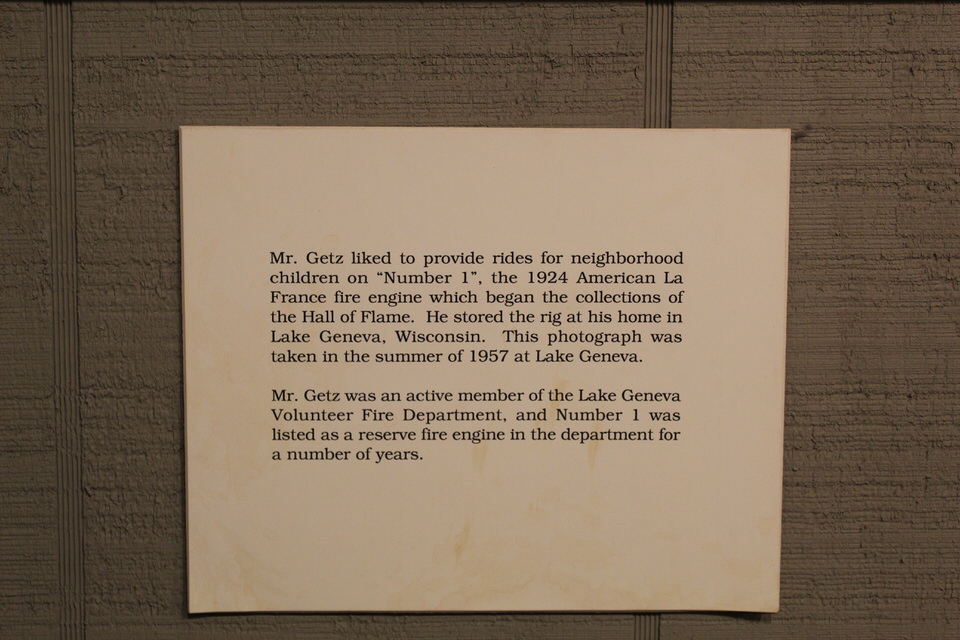 Mr. Getz liked to provide rides for neighborhood
children on “Number 1”, the 1924 American La
France fire engine which began the collections of
the Hall of Flame. He stored the rig at his home in
Lake Geneva, Wisconsin. This photograph was
taken in the summer of 1957 at Lake Geneva.
Mr. Getz was an active member of the Lake Geneva
Volunteer Fire Department, and Number 1 was
listed as a reserve fire engine in the department for
a number of years.